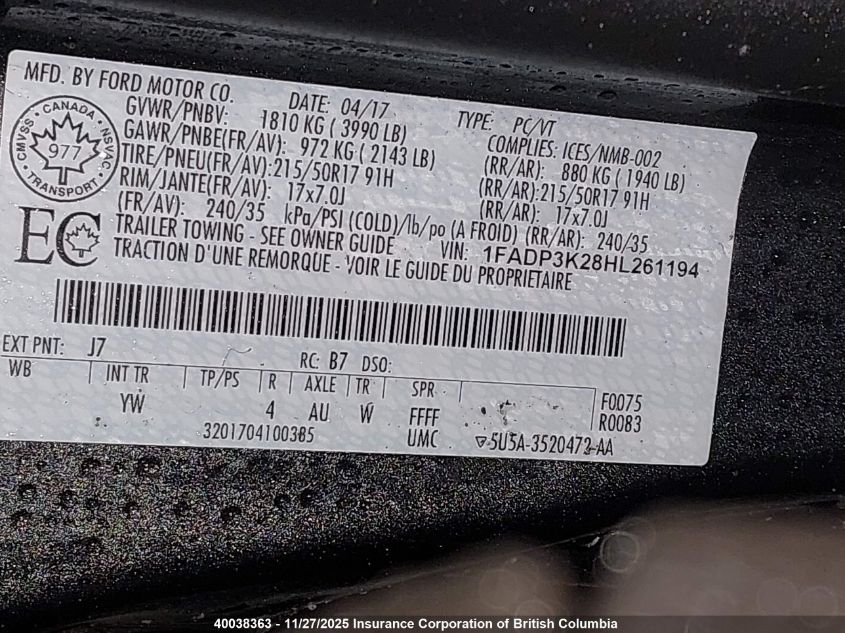 MFD. BY FORD MOTOR CO. DATE: 04/17 TYPE: PC/VT
GVWR/PNBV: 1810 KG ( 3990 LB) COMPLIES: ICES/NMB-002
GAWR/PNBE(FR/AV): 972 KG ( 2143 LB) (RR/AR): 880 KG ( 1940 LB)
TIRE/PNEU(FR/AV):215/50R17 91H (RR/AR):215/50R17 91H
RIM/JANTE(FR/AV): 17x7.0J (RR/AR): 17x7.0J
(FR/AV): 240/35 kPa/PSI (COLD)/lb/po (A FROID) (RR/AR): 240/35
TRAILER TOWING - SEE OWNER GUIDE VIN: 1FADP3K28HL261194
TRACTION D'UNE REMORQUE - VOIR LE GUIDE DU PROPRIETAIRE
CANADA
CMVSS 977 NSVAC
TRANSPORT
EC
EXT PNT: J7 RC: B7 DSO:
WB INT TR TP/PS R AXLE TR SPR F0075
YW 4 AU W FFFF R0083
3201704100385 UMC 5U5A-3520472-AA
40038363 - 11/27/2025 Insurance Corporation of British Columbia